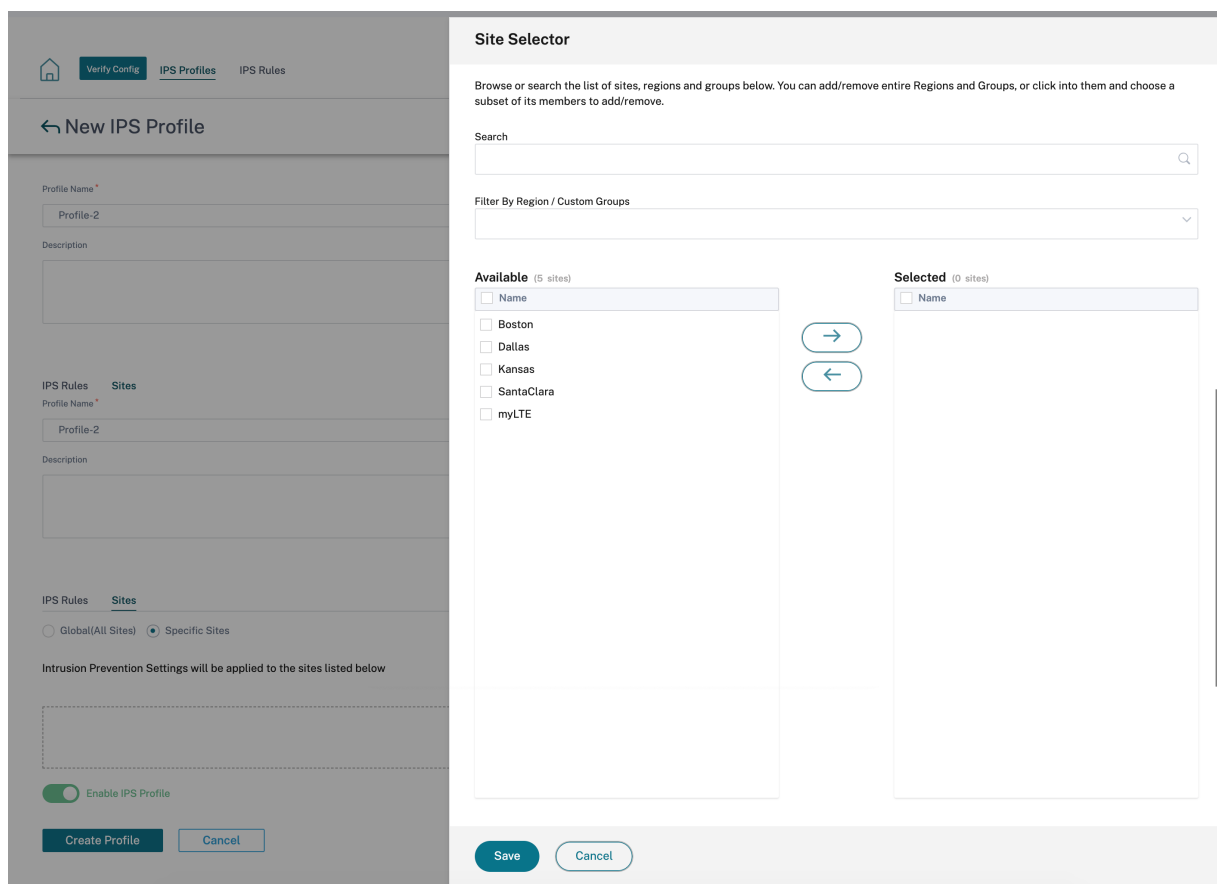 Verify Config
IPS Profiles
IPS Rules
New IPS Profile
Profile Name *
Profile-2
Description
IPS Rules
Sites
Profile Name *
Profile-2
Description
IPS Rules
Sites
Global(All Sites)
Specific Sites
Intrusion Prevention Settings will be applied to the sites listed below
Enable IPS Profile
Create Profile
Cancel
Site Selector
Browse or search the list of sites, regions and groups below. You can add/remove entire Regions and Groups, or click into them and choose a
subset of its members to add/remove.
Search
Filter By Region / Custom Groups
Available (5 sites)
Name
Boston
Dallas
Kansas
SantaClara
myLTE
Selected (0 sites)
Name
Save
Cancel